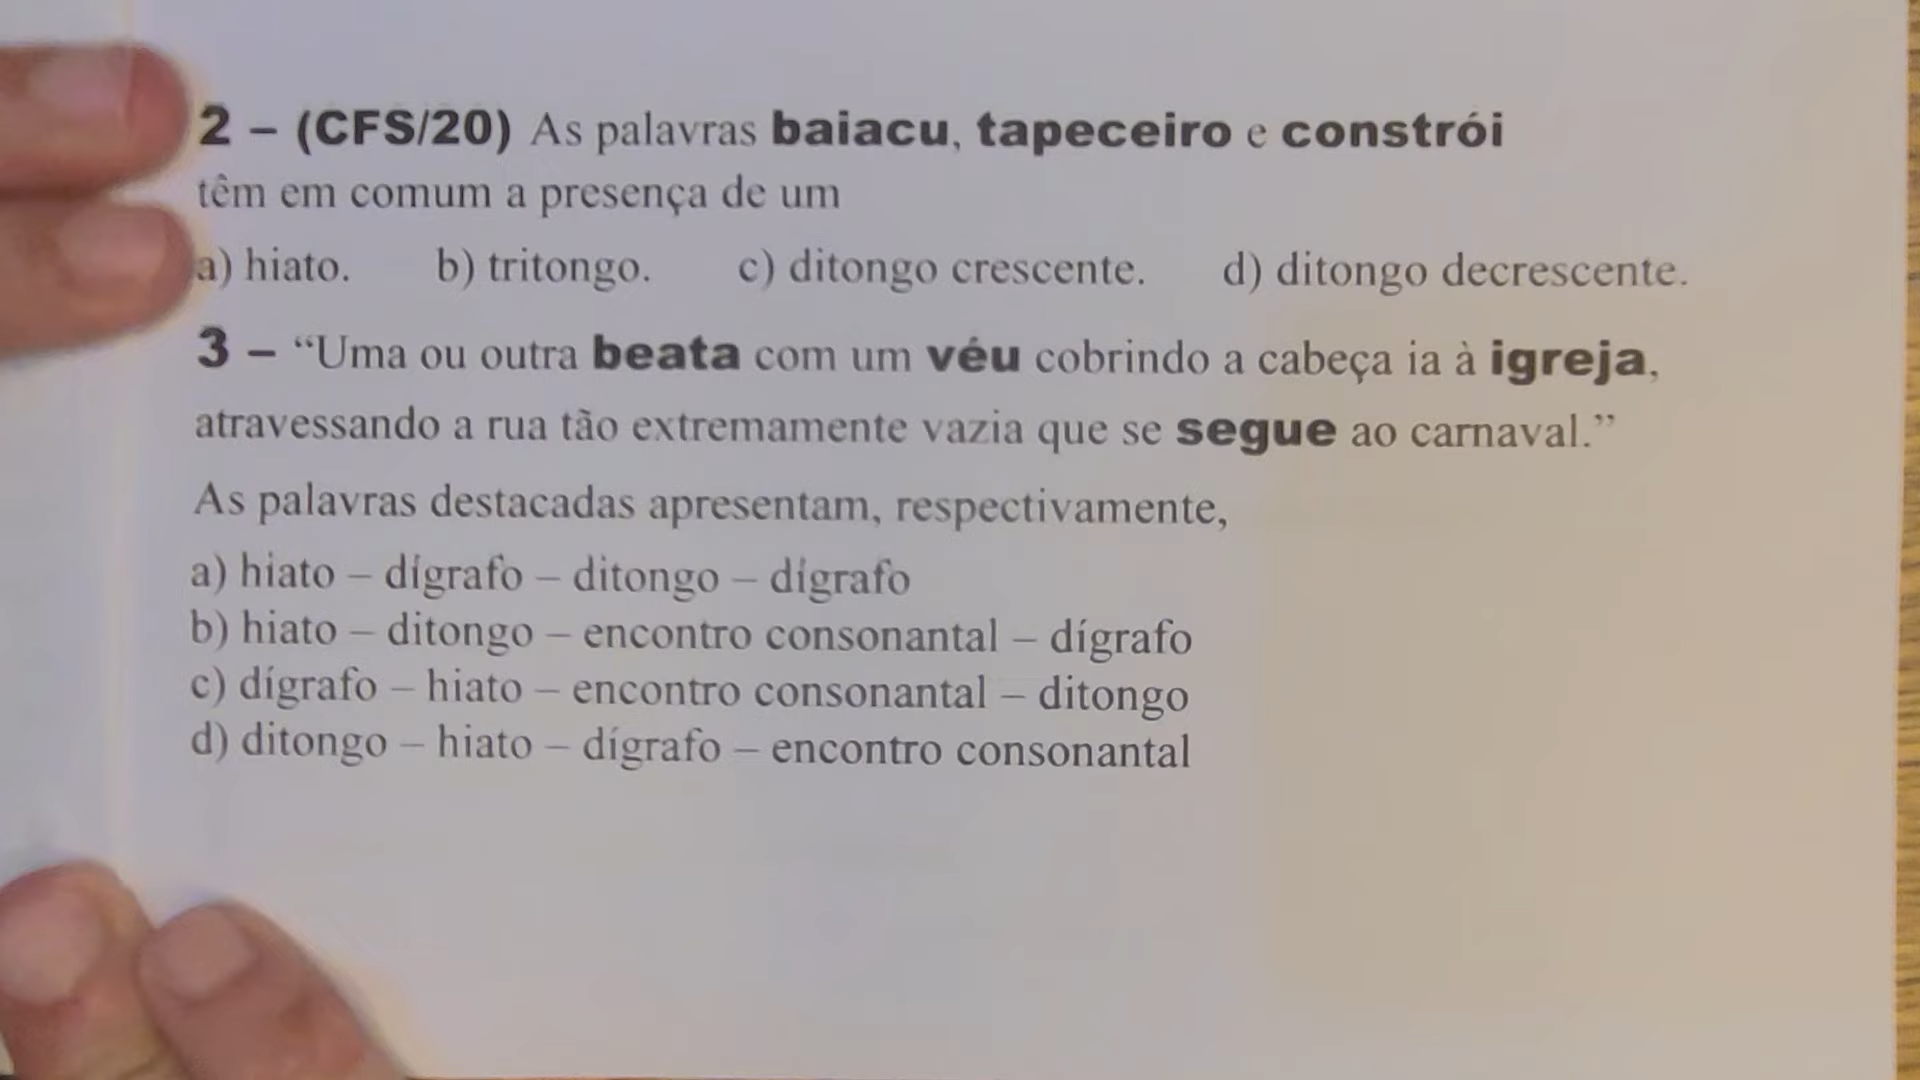 2 – (CFS/20) As palavras baiacu, tapeceiro e constrói
têm em comum a presença de um
a) hiato. b) tritongo. c) ditongo crescente. d) ditongo decrescente.
3 – “Uma ou outra beata com um véu cobrindo a cabeça ia à igreja,
atravessando a rua tão extremamente vazia que se segue ao carnaval.”
As palavras destacadas apresentam, respectivamente,
a) hiato – dígrafo – ditongo – dígrafo
b) hiato – ditongo – encontro consonantal – dígrafo
c) dígrafo – hiato – encontro consonantal – ditongo
d) ditongo – hiato – dígrafo – encontro consonantal